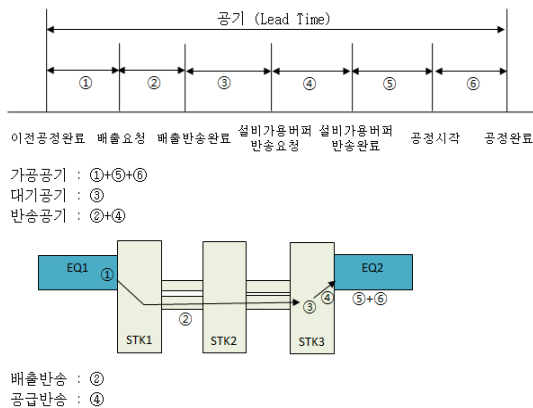 공기 (Lead Time)
① ② ③ ④ ⑤ ⑥
이전공정완료 배출요청 배출반송완료 설비가용버퍼 반송요청 설비가용버퍼 반송완료 공정시작 공정완료
가공공기 : ①+⑤+⑥
대기공기 : ③
반송공기 : ②+④
EQ1 ① EQ2
③ ④ ⑤+⑥
②
STK1 STK2 STK3
배출반송 : ②
공급반송 : ④